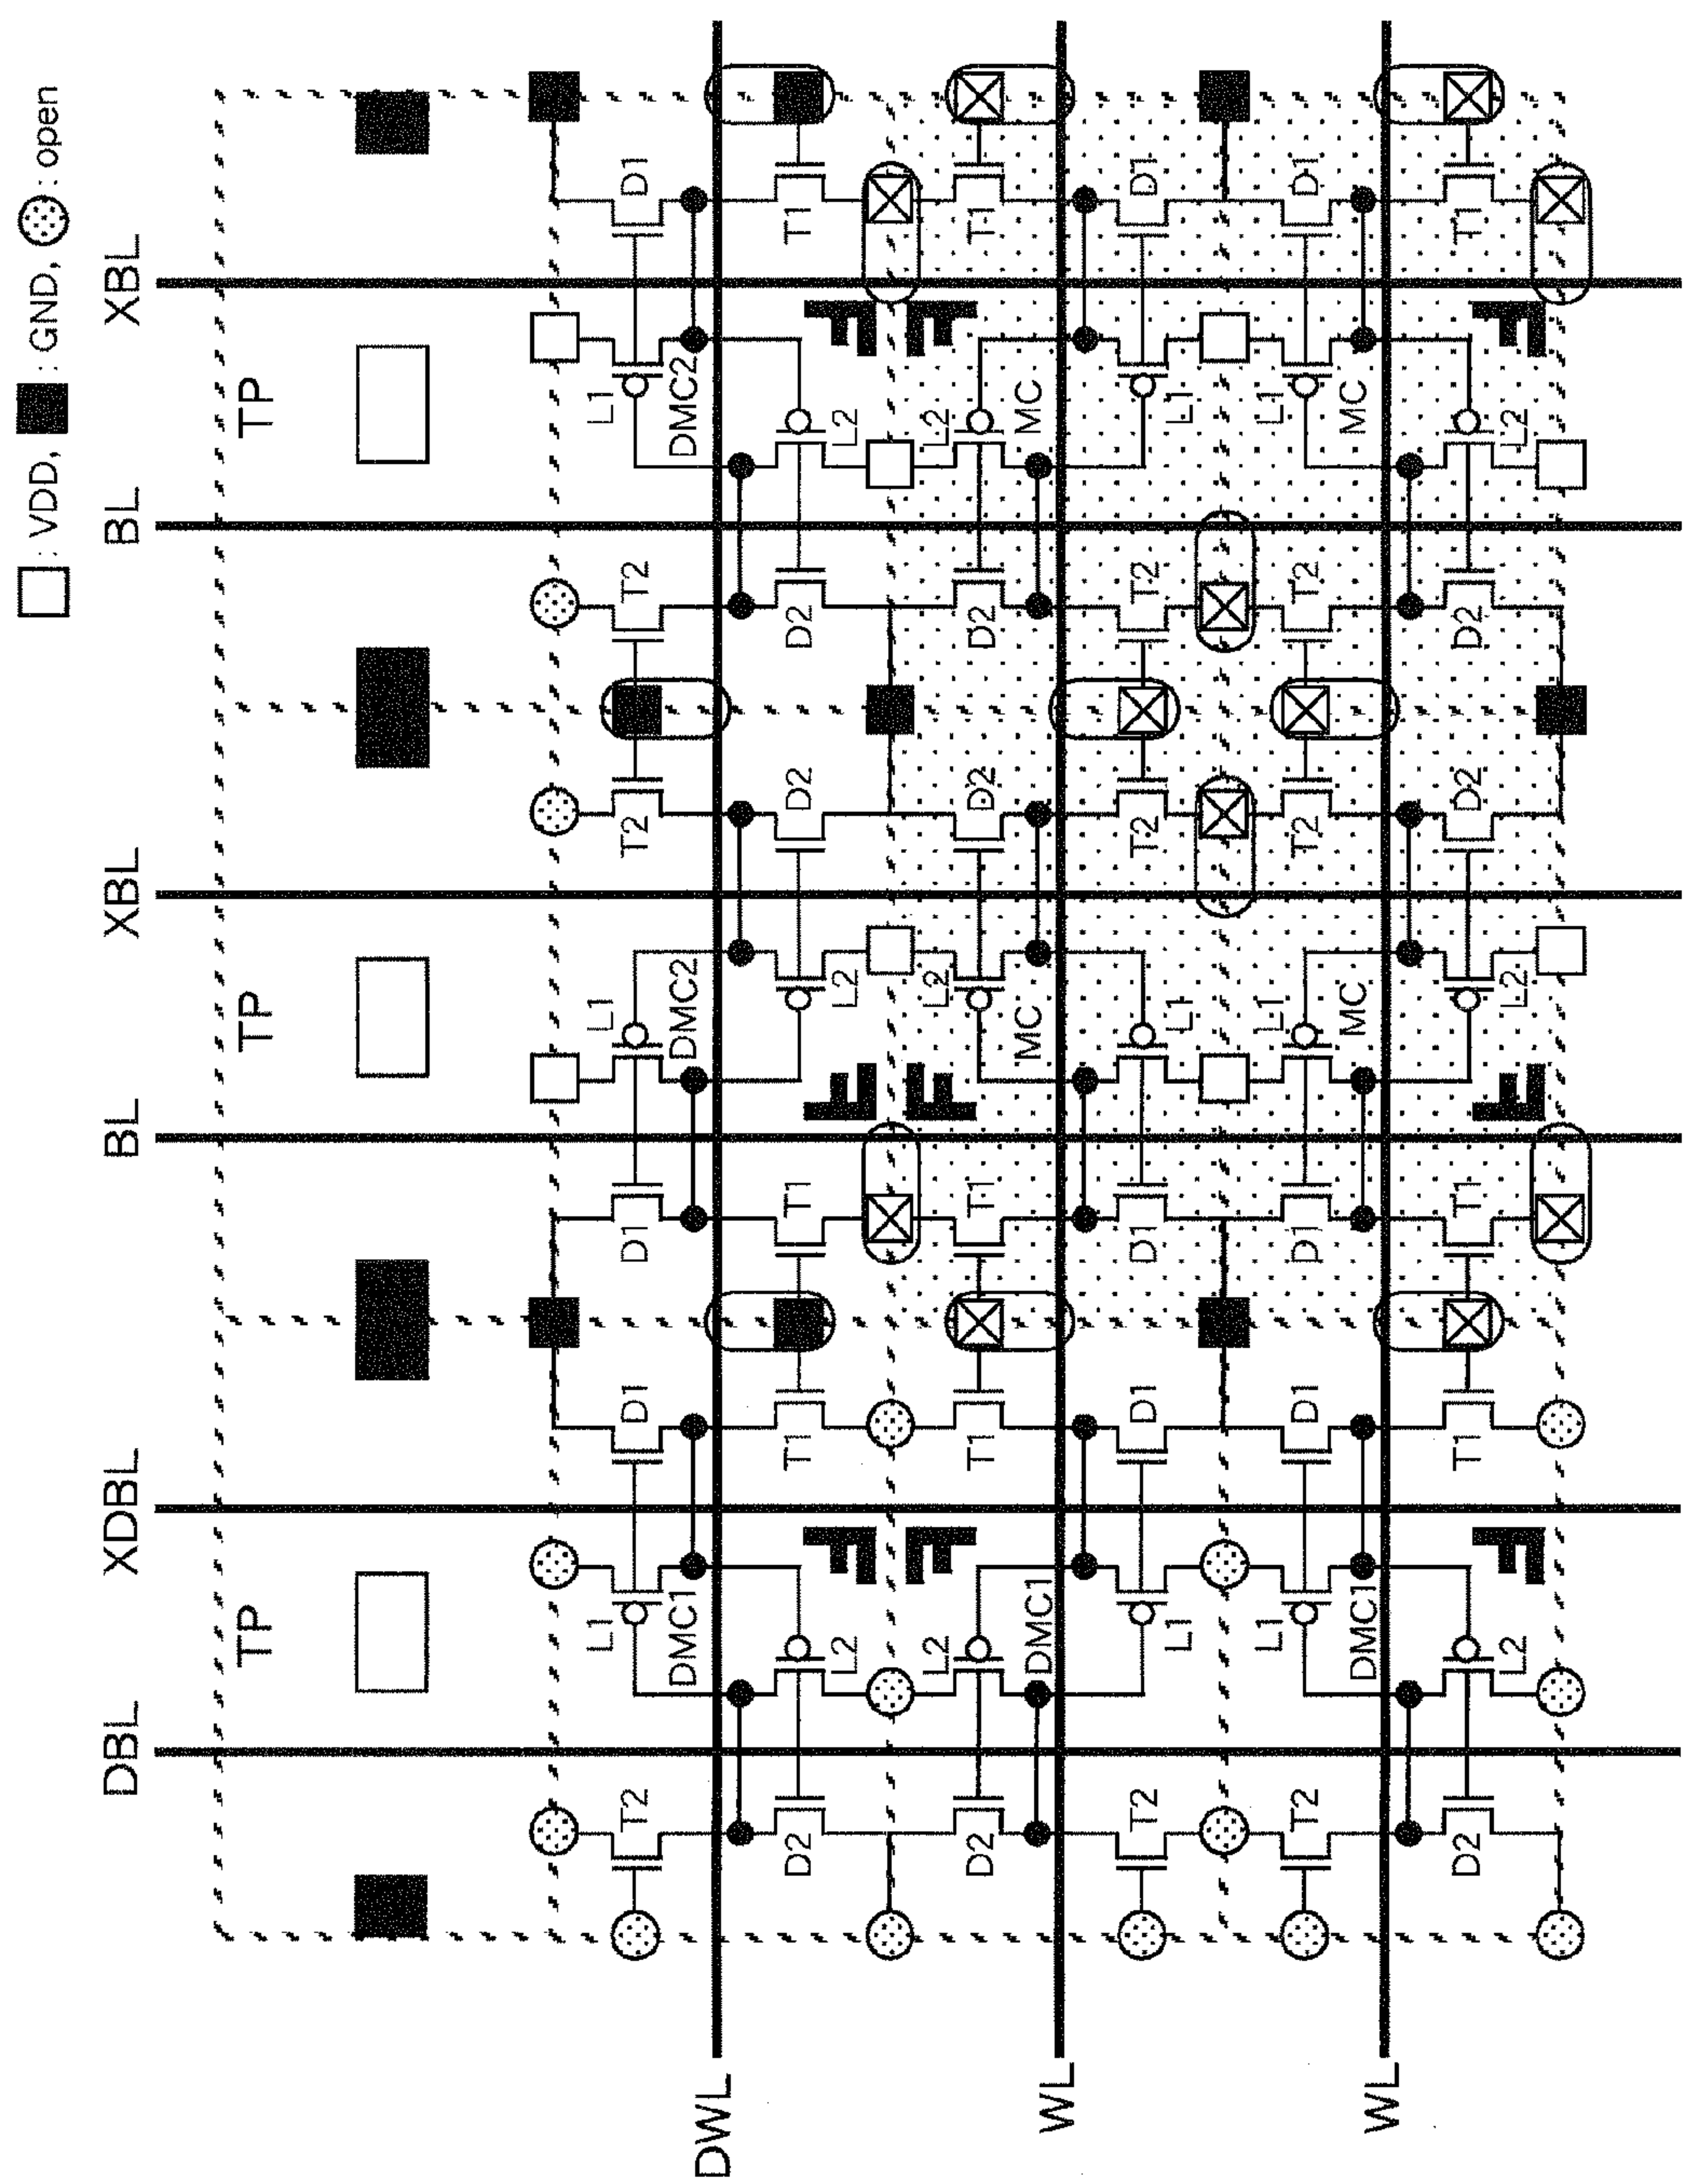 : VDD, : GND, : open
DBL XDBL BL XBL BL XBL
TP TP TP
L1 L1 L1
T2 D1 D1 T2 T2 D1
DMC1 DMC2 DMC2
DWL
D2 T1 T1 D2 D2 T1
L2 F F L2 L2 F
L2 F F L2 L2 F
D2 T1 T1 D2 D2 T1
DMC1 MC MC
WL
T2 D1 D1 T2 T2 D1
L1 L1 L1
L1 L1 L1
T2 D1 D1 T2 T2 D1
DMC1 MC MC
WL
D2 T1 T1 D2 D2 T1
L2 F F L2 L2 F